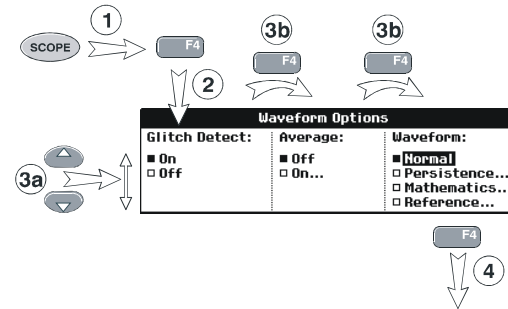 1
3b
3b
SCOPE
F4
F4
F4
2
Waveform Options
Glitch Detect:
Average:
Waveform:
■ On
□ Off
■ Off
□ On...
■ Normal
□ Persistence...
□ Mathematics..
□ Reference...
3a
F4
4